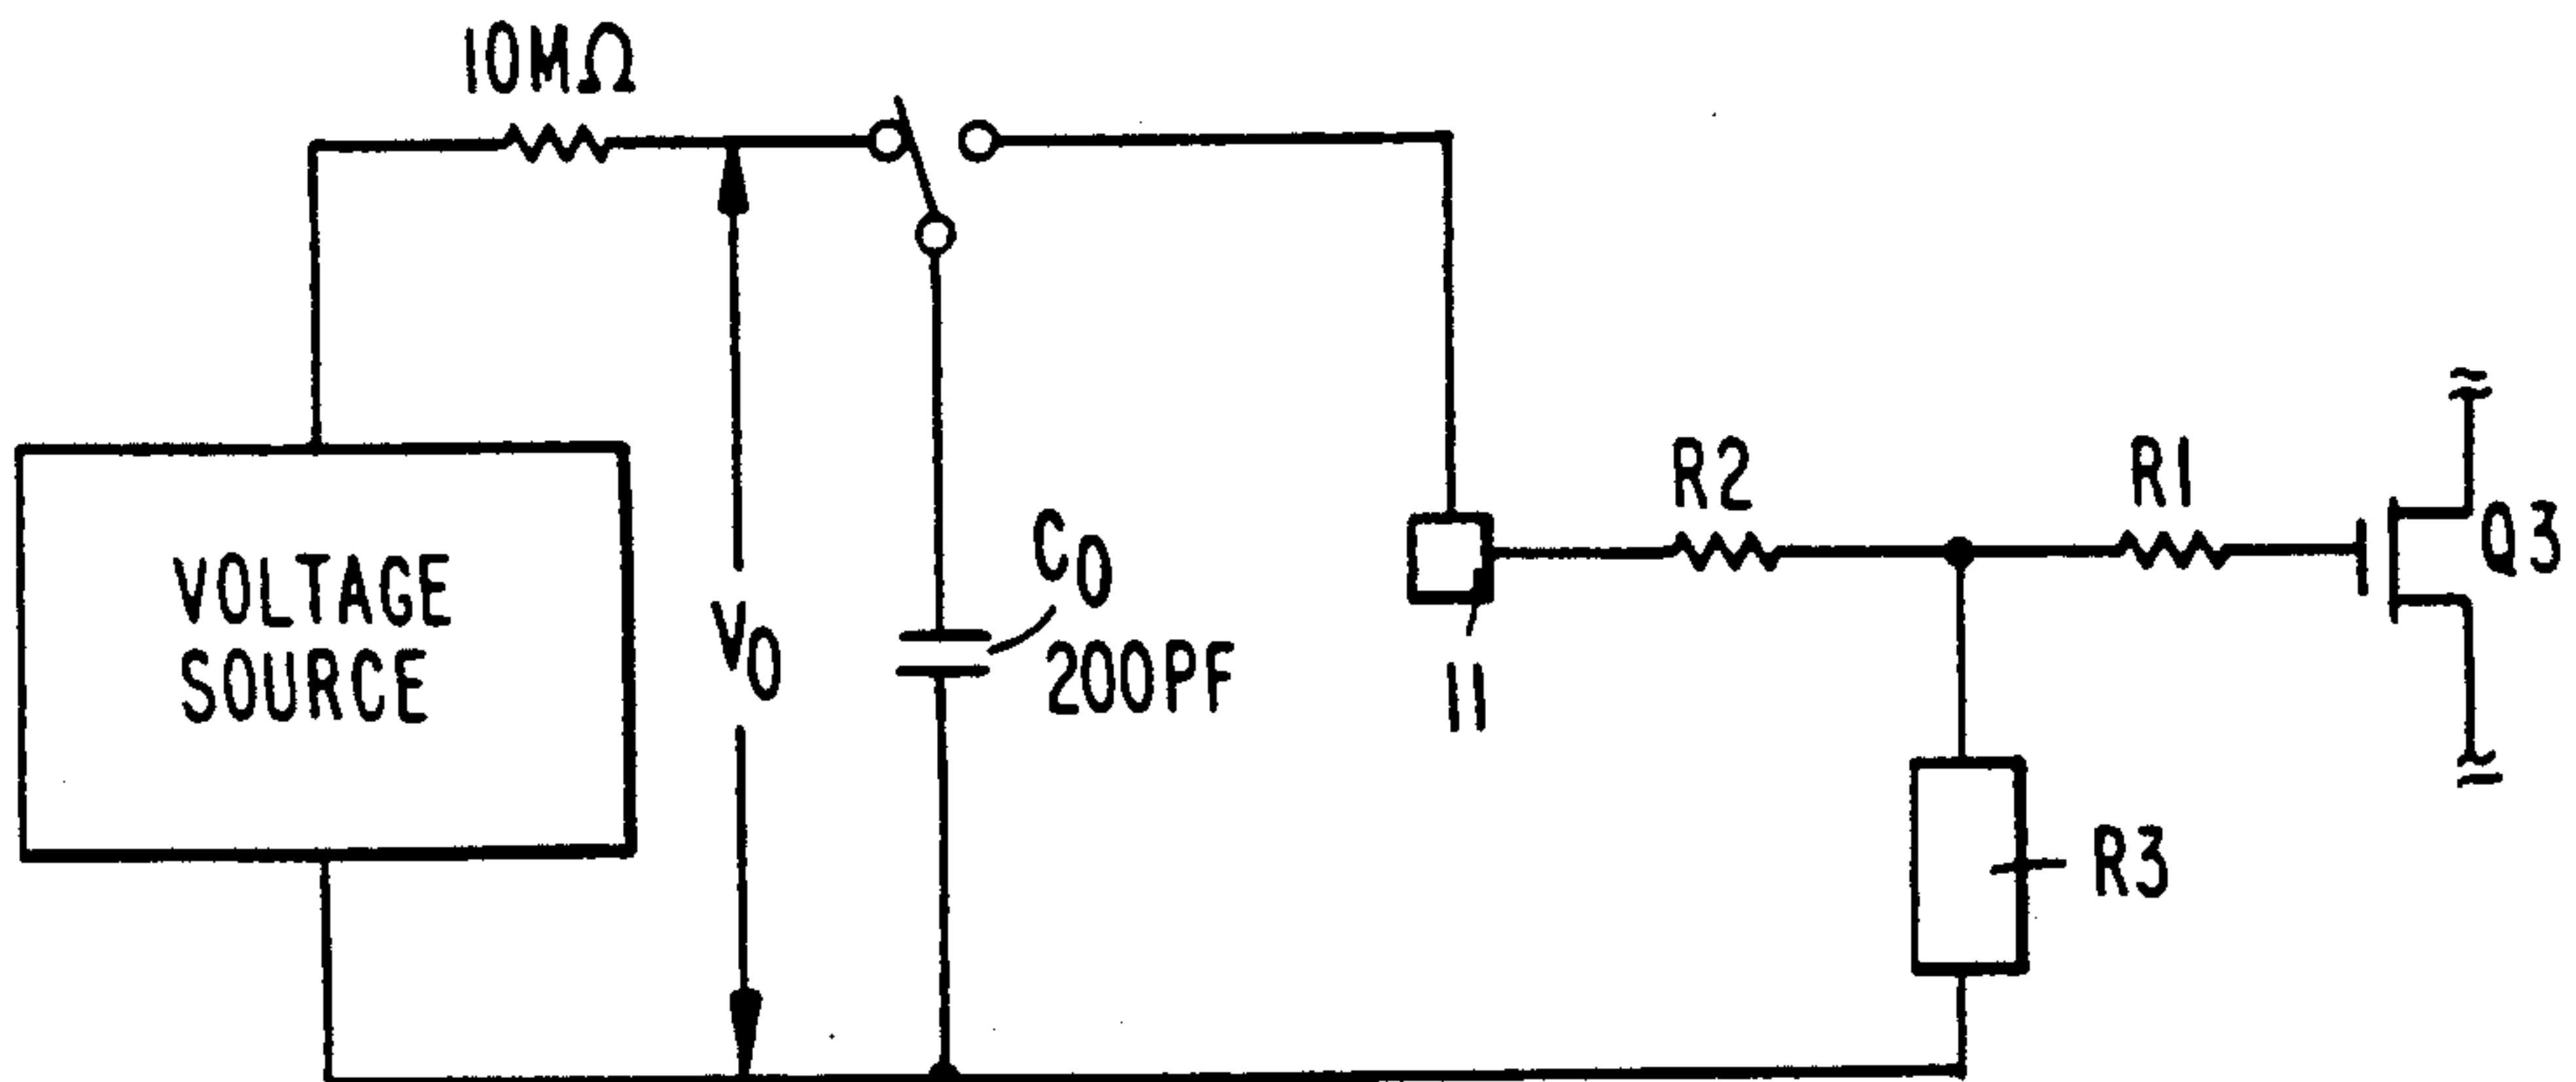 10MΩ
VOLTAGE
SOURCE
V0
C0
200PF
11
R2
R1
Q3
R3